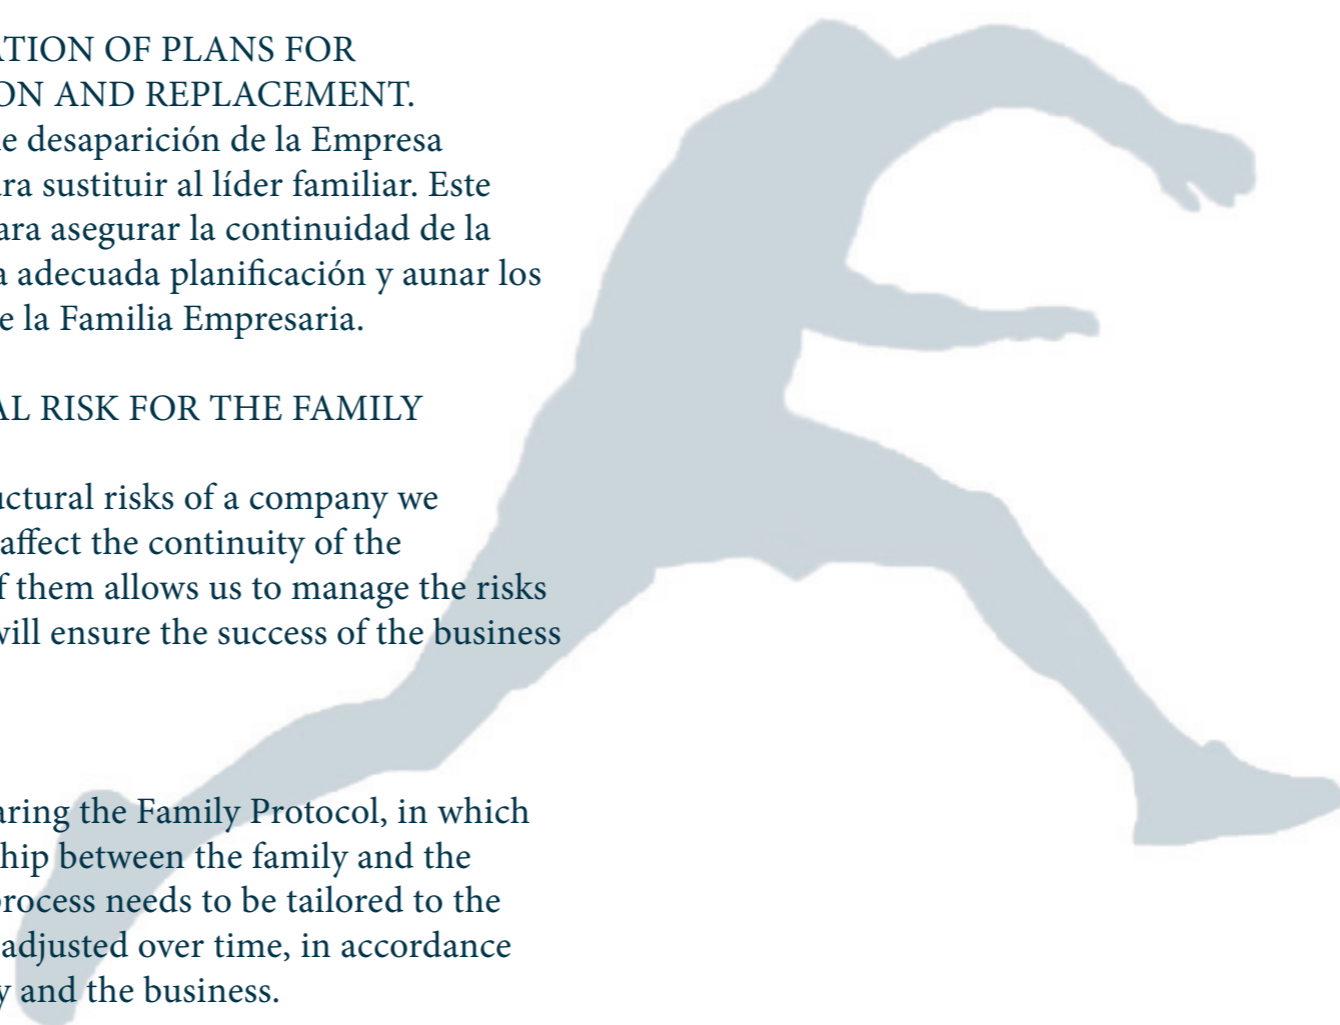 ATION OF PLANS FOR
ON AND REPLACEMENT.
e desaparición de la Empresa
ara sustituir al líder familiar. Este
ara asegurar la continuidad de la
a adecuada planificación y aunar los
e la Familia Empresaria.
AL RISK FOR THE FAMILY
uctural risks of a company we
affect the continuity of the
f them allows us to manage the risks
will ensure the success of the business
aring the Family Protocol, in which
hip between the family and the
process needs to be tailored to the
adjusted over time, in accordance
y and the business.